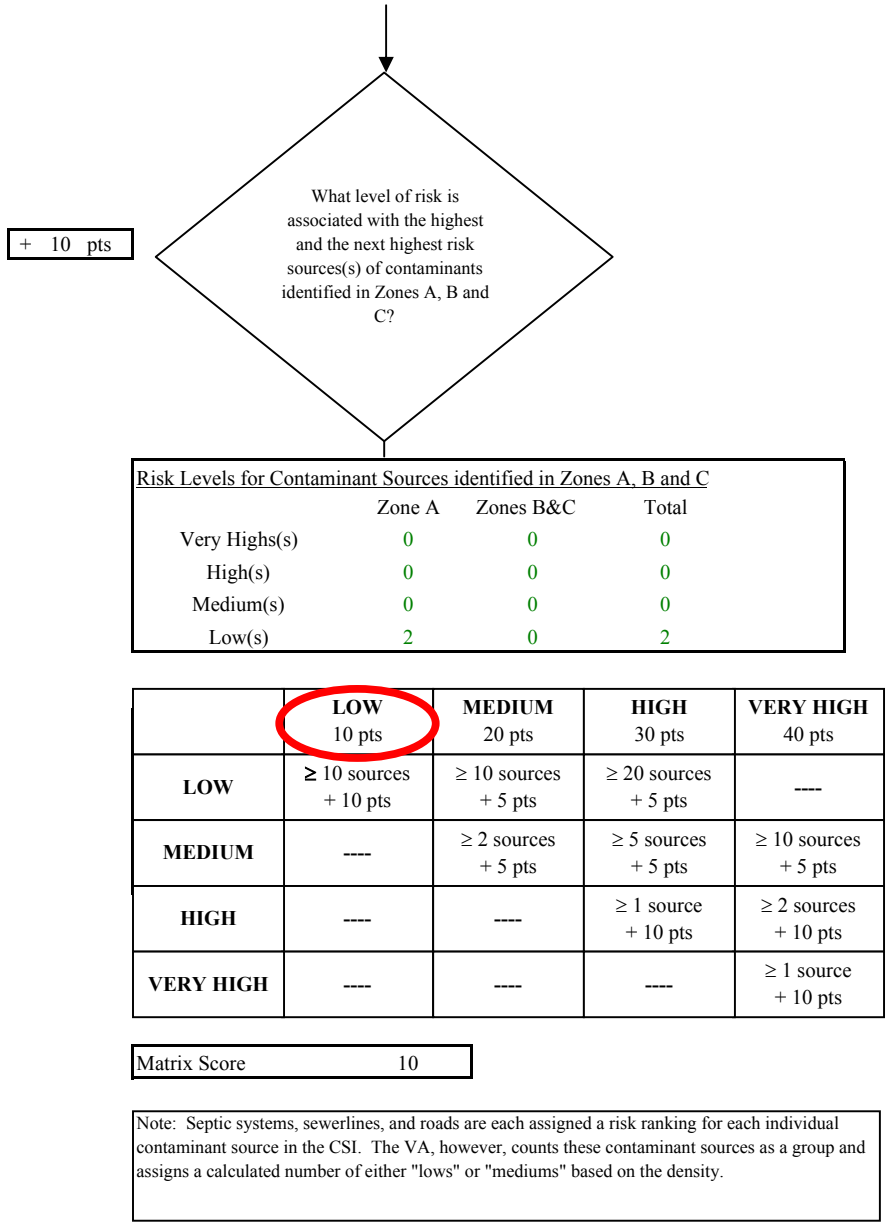 What level of risk is
associated with the highest
and the next highest risk
sources(s) of contaminants
identified in Zones A, B and
C?
+ 10 pts
Risk Levels for Contaminant Sources identified in Zones A, B and C
Zone A Zones B&C Total
Very Highs(s) 0 0 0
High(s) 0 0 0
Medium(s) 0 0 0
Low(s) 2 0 2
LOW MEDIUM HIGH VERY HIGH
10 pts 20 pts 30 pts 40 pts
LOW ≥ 10 sources ≥ 10 sources ≥ 20 sources ----
+ 10 pts + 5 pts + 5 pts
MEDIUM ---- ≥ 2 sources ≥ 5 sources ≥ 10 sources
+ 5 pts + 5 pts + 5 pts
HIGH ---- ---- ≥ 1 source ≥ 2 sources
+ 10 pts + 10 pts
VERY HIGH ---- ---- ---- ≥ 1 source
+ 10 pts
Matrix Score 10
Note: Septic systems, sewerlines, and roads are each assigned a risk ranking for each individual
contaminant source in the CSI. The VA, however, counts these contaminant sources as a group and
assigns a calculated number of either "lows" or "mediums" based on the density.